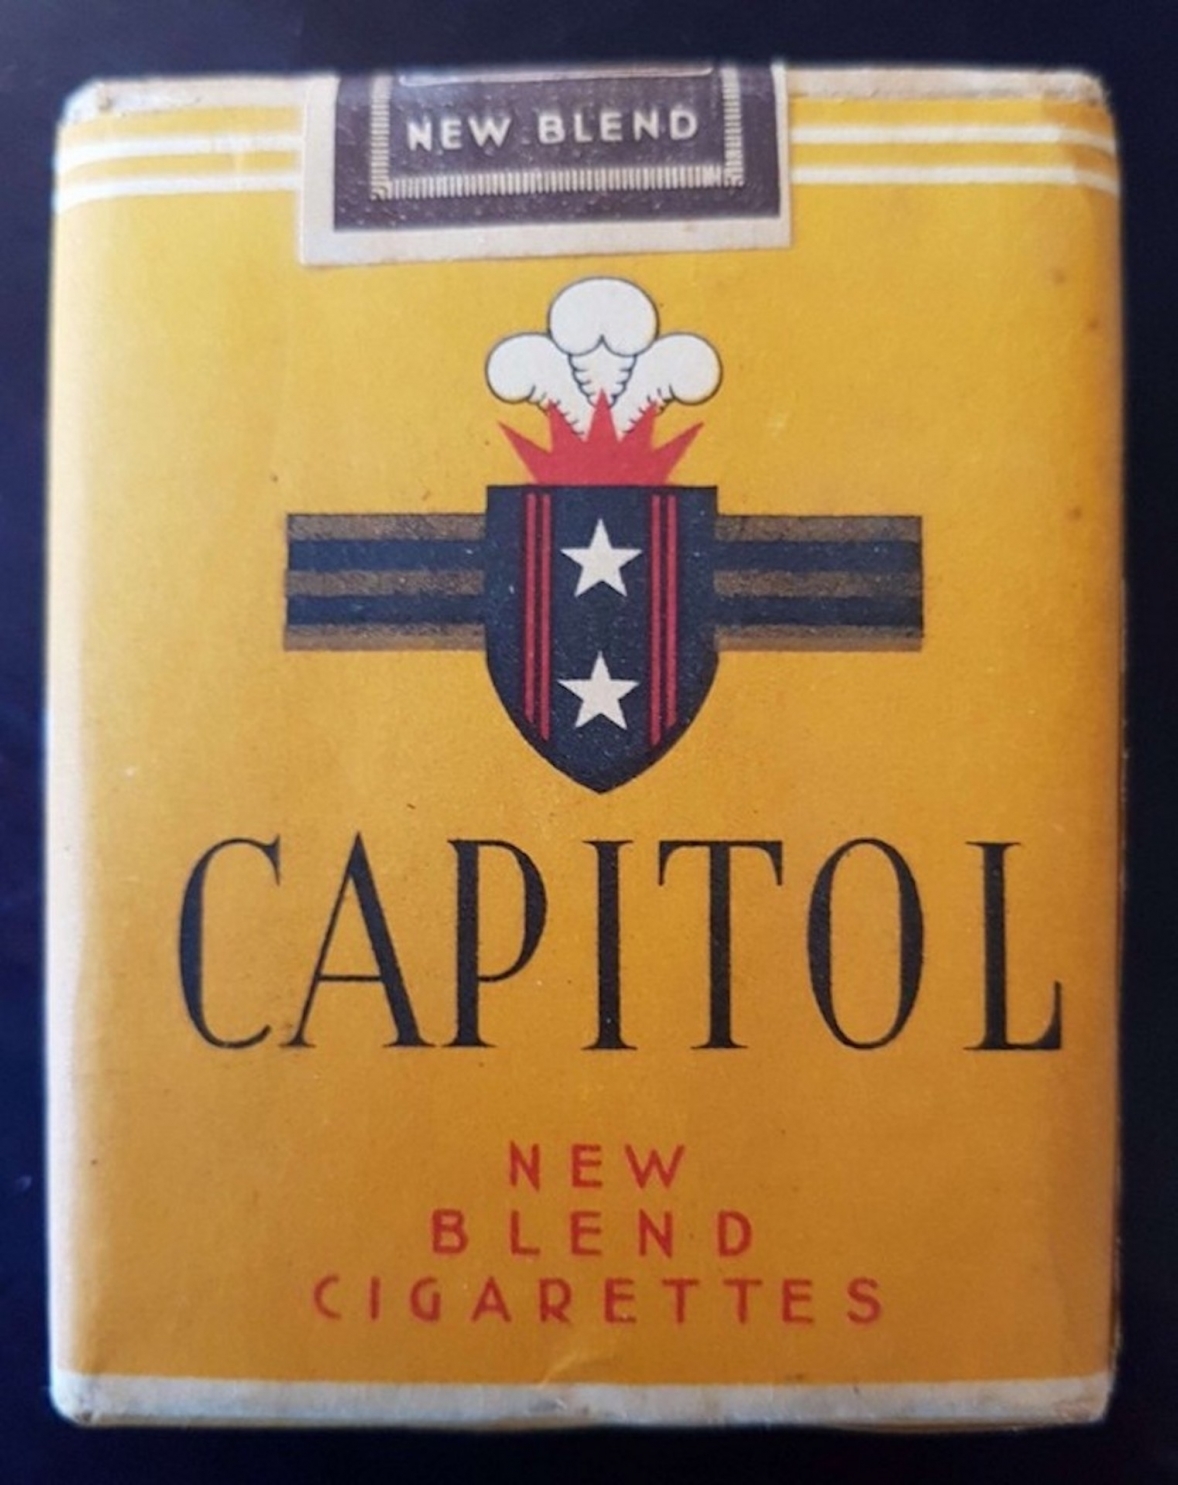 NEW BLEND
CAPITOL
NEW
BLEND
CIGARETTES